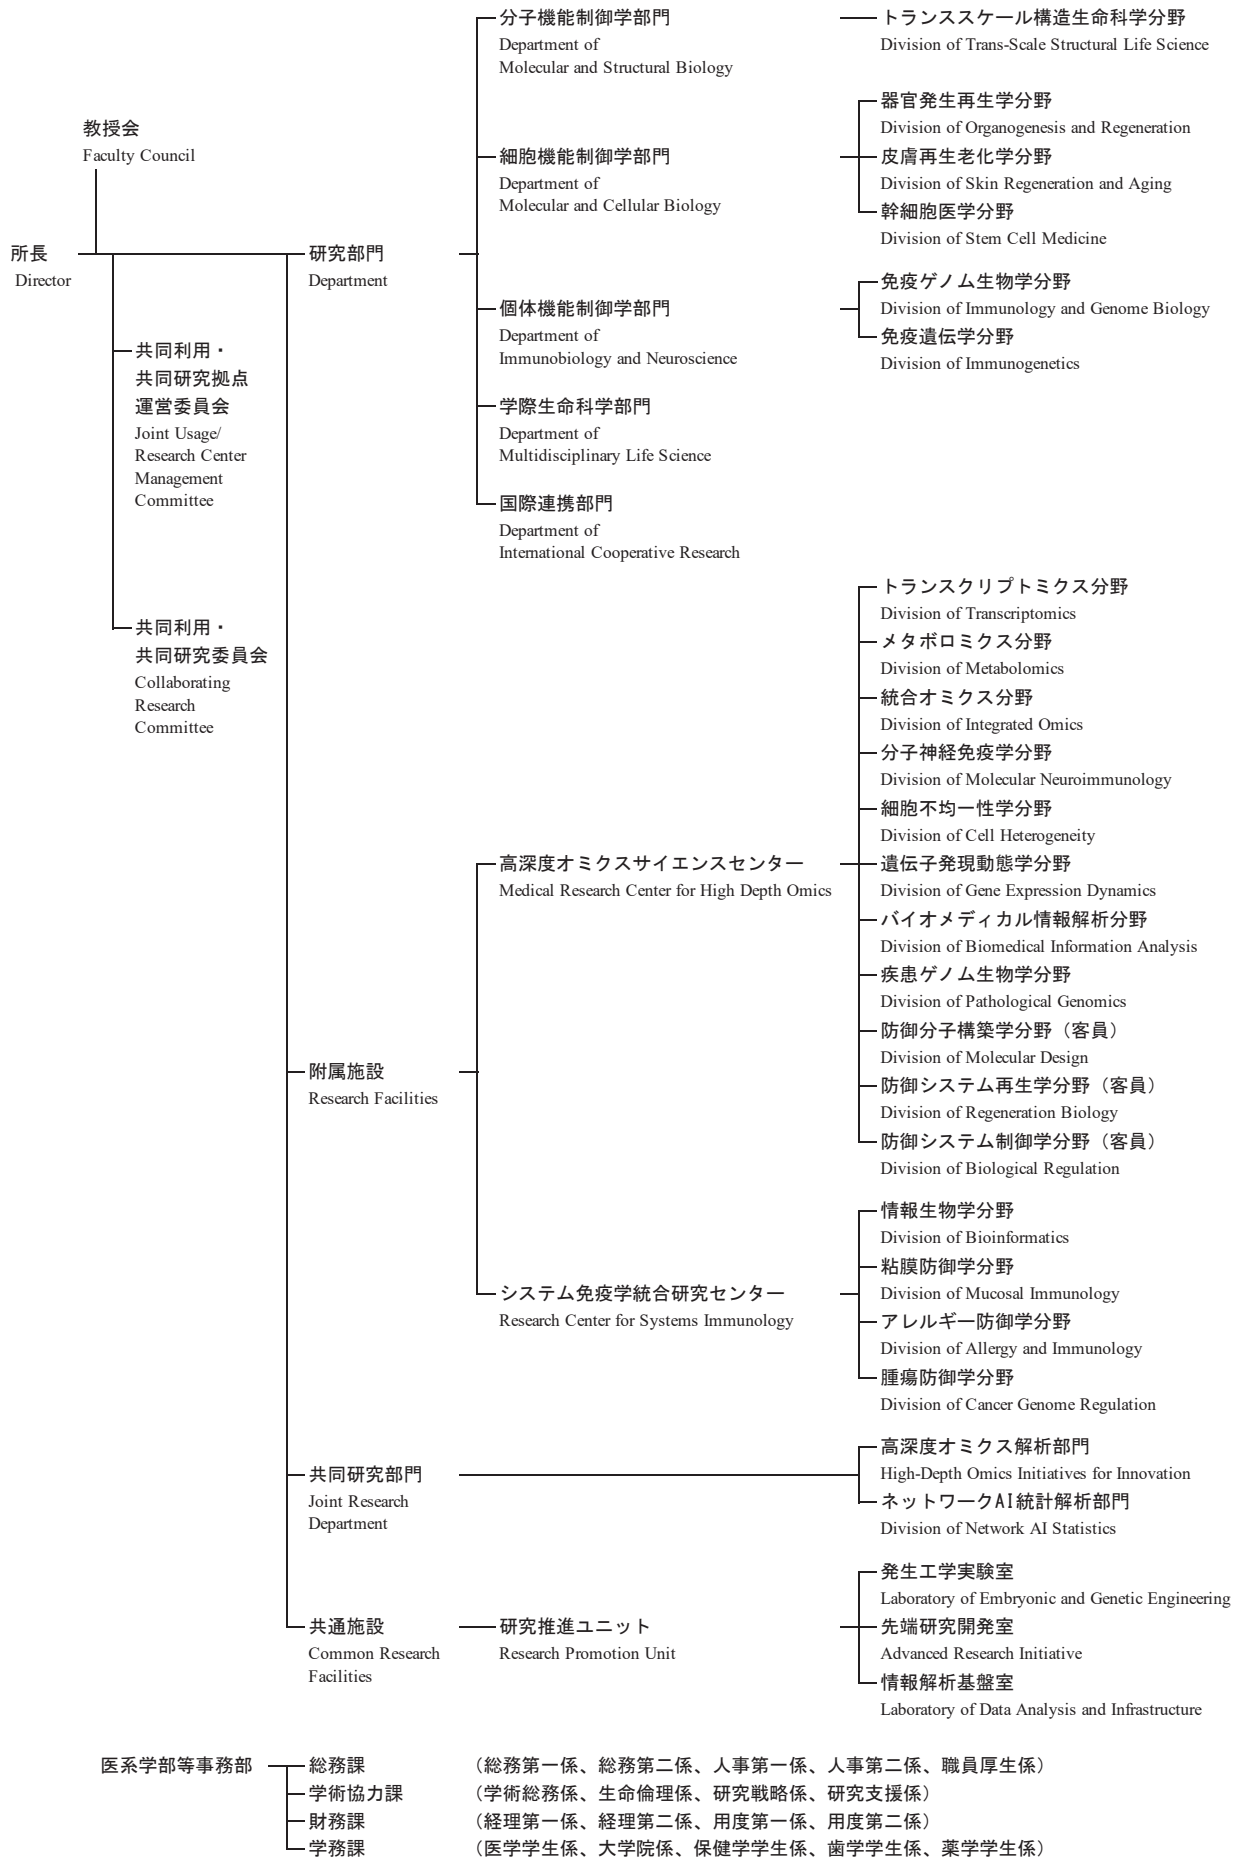 教授会
Faculty Council
所長
Director
共同利用・
共同研究拠点
運営委員会
Joint Usage/
Research Center
Management
Committee
共同利用・
共同研究委員会
Collaborating
Research
Committee
研究部門
Department
分子機能制御学部門
Department of
Molecular and Structural Biology
トランススケール構造生命科学分野
Division of Trans-Scale Structural Life Science
細胞機能制御学部門
Department of
Molecular and Cellular Biology
器官発生再生学分野
Division of Organogenesis and Regeneration
皮膚再生老化学分野
Division of Skin Regeneration and Aging
幹細胞医学分野
Division of Stem Cell Medicine
個体機能制御学部門
Department of
Immunobiology and Neuroscience
免疫ゲノム生物学分野
Division of Immunology and Genome Biology
免疫遺伝学分野
Division of Immunogenetics
学際生命科学部門
Department of
Multidisciplinary Life Science
国際連携部門
Department of
International Cooperative Research
附属施設
Research Facilities
高深度オミクスサイエンスセンター
Medical Research Center for High Depth Omics
トランスクリプトミクス分野
Division of Transcriptomics
メタボロミクス分野
Division of Metabolomics
統合オミクス分野
Division of Integrated Omics
分子神経免疫学分野
Division of Molecular Neuroimmunology
細胞不均一性学分野
Division of Cell Heterogeneity
遺伝子発現動態学分野
Division of Gene Expression Dynamics
バイオメディカル情報解析分野
Division of Biomedical Information Analysis
疾患ゲノム生物学分野
Division of Pathological Genomics
防御分子構築学分野（客員）
Division of Molecular Design
防御システム再生学分野（客員）
Division of Regeneration Biology
防御システム制御学分野（客員）
Division of Biological Regulation
システム免疫学統合研究センター
Research Center for Systems Immunology
情報生物学分野
Division of Bioinformatics
粘膜防御学分野
Division of Mucosal Immunology
アレルギー防御学分野
Division of Allergy and Immunology
腫瘍防御学分野
Division of Cancer Genome Regulation
共同研究部門
Joint Research
Department
高深度オミクス解析部門
High-Depth Omics Initiatives for Innovation
ネットワークAI統計解析部門
Division of Network AI Statistics
共通施設
Common Research
Facilities
研究推進ユニット
Research Promotion Unit
発生工学実験室
Laboratory of Embryonic and Genetic Engineering
先端研究開発室
Advanced Research Initiative
情報解析基盤室
Laboratory of Data Analysis and Infrastructure
医系学部等事務部
総務課 （総務第一係、総務第二係、人事第一係、人事第二係、職員厚生係）
学術協力課 （学術総務係、生命倫理係、研究戦略係、研究支援係）
財務課 （経理第一係、経理第二係、用度第一係、用度第二係）
学務課 （医学学生係、大学院係、保健学学生係、歯学学生係、薬学学生係）